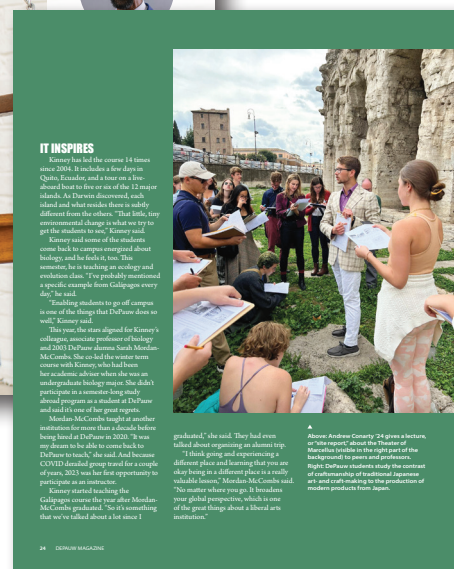 IT INSPIRES
Kinney has led the course 14 times
since 2004. It includes a few days in
Quito, Ecuador, and a tour on a live-
aboard boat to five or six of the 12 major
islands. As Darwin discovered, each
island and what resides there is subtly
different from the others. “That little, tiny
environmental change is what we try to
get the students to see,” Kinney said.
Kinney said some of the students
come back to campus energized about
biology, and he feels it, too. This
semester, he is teaching an ecology and
evolution class. “I’ve probably mentioned
a specific example from Galápagos every
day,” he said.
“Enabling students to go off campus
is one of the things that DePauw does so
well,” Kinney said.
This year, the stars aligned for Kinney’s
colleague, associate professor of biology
and 2003 DePauw alumna Sarah Mordan-
McCombs. She co-led the winter term
course with Kinney, who had been
her academic adviser when she was an
undergraduate biology major. She didn’t
participate in a semester-long study
abroad program as a student at DePauw
and said it’s one of her great regrets.
Mordan-McCombs taught at another
institution for more than a decade before
being hired at DePauw in 2020. “It was
my dream to be able to come back to
DePauw to teach,” she said. And because
COVID derailed group travel for a couple
of years, 2023 was her first opportunity to
participate as an instructor.
Kinney started teaching the
Galápagos course the year after Mordan-
McCombs graduated. “So it’s something
that we’ve talked about a lot since I
graduated,” she said. They had even
talked about organizing an alumni trip.
“I think going and experiencing a
different place and learning that you are
okay being in a different place is a really
valuable lesson,” Mordan-McCombs said.
“No matter where you go. It broadens
your global perspective, which is one
of the great things about a liberal arts
institution.”
Above: Andrew Conarty ’24 gives a lecture,
or “site report,” about the Theater of
Marcellus (visible in the right part of the
background) to peers and professors.
Right: DePauw students study the contrast
of craftsmanship of traditional Japanese
art- and craft-making to the production of
modern products from Japan.
24 DEPAUW MAGAZINE